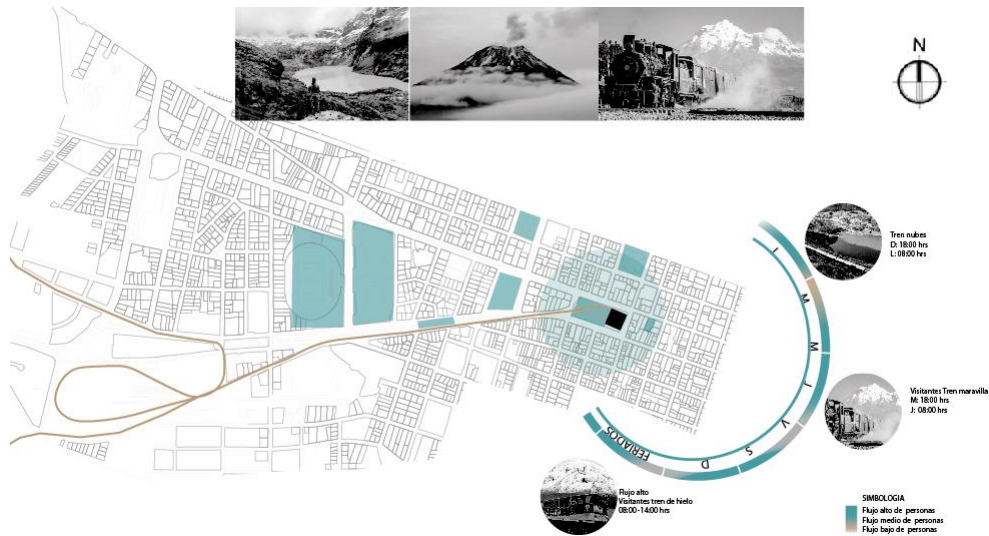 N
Tren nubes
D: 18:00 hrs
L: 08:00 hrs
L
M
M
J
V
S
D
FERIADOS
Visitantes Tren maravilla
M: 18:00 hrs
J: 08:00 hrs
Flujo alto
Visitantes tren de hielo
08:00-14:00 hrs
SIMBOLOGIA
Flujo alto de personas
Flujo medio de personas
Flujo bajo de personas